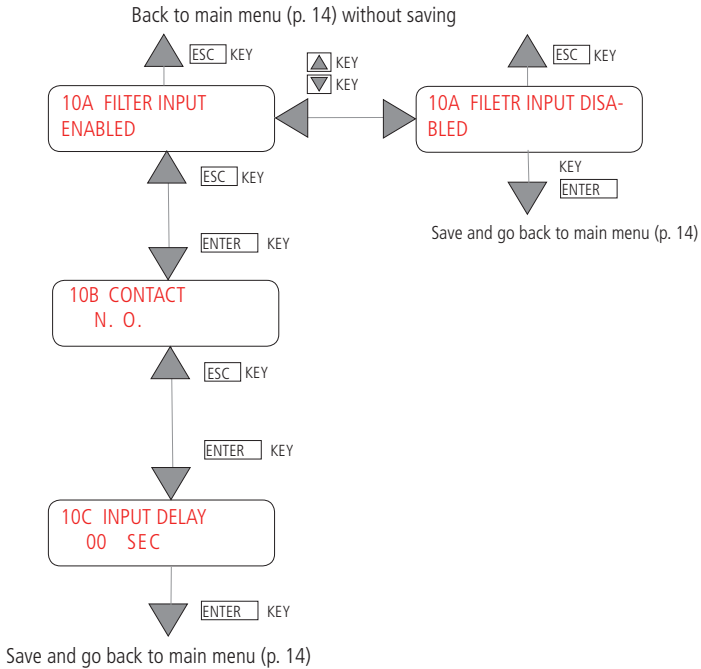 Back to main menu (p. 14) without saving
ESC KEY
KEY
KEY
ESC KEY
10A FILTER INPUT
ENABLED
10A FILETR INPUT DISA-
BLED
ESC KEY
KEY
ENTER
ENTER KEY
Save and go back to main menu (p. 14)
10B CONTACT
N. O.
ESC KEY
ENTER KEY
10C INPUT DELAY
00 SEC
ENTER KEY
Save and go back to main menu (p. 14)